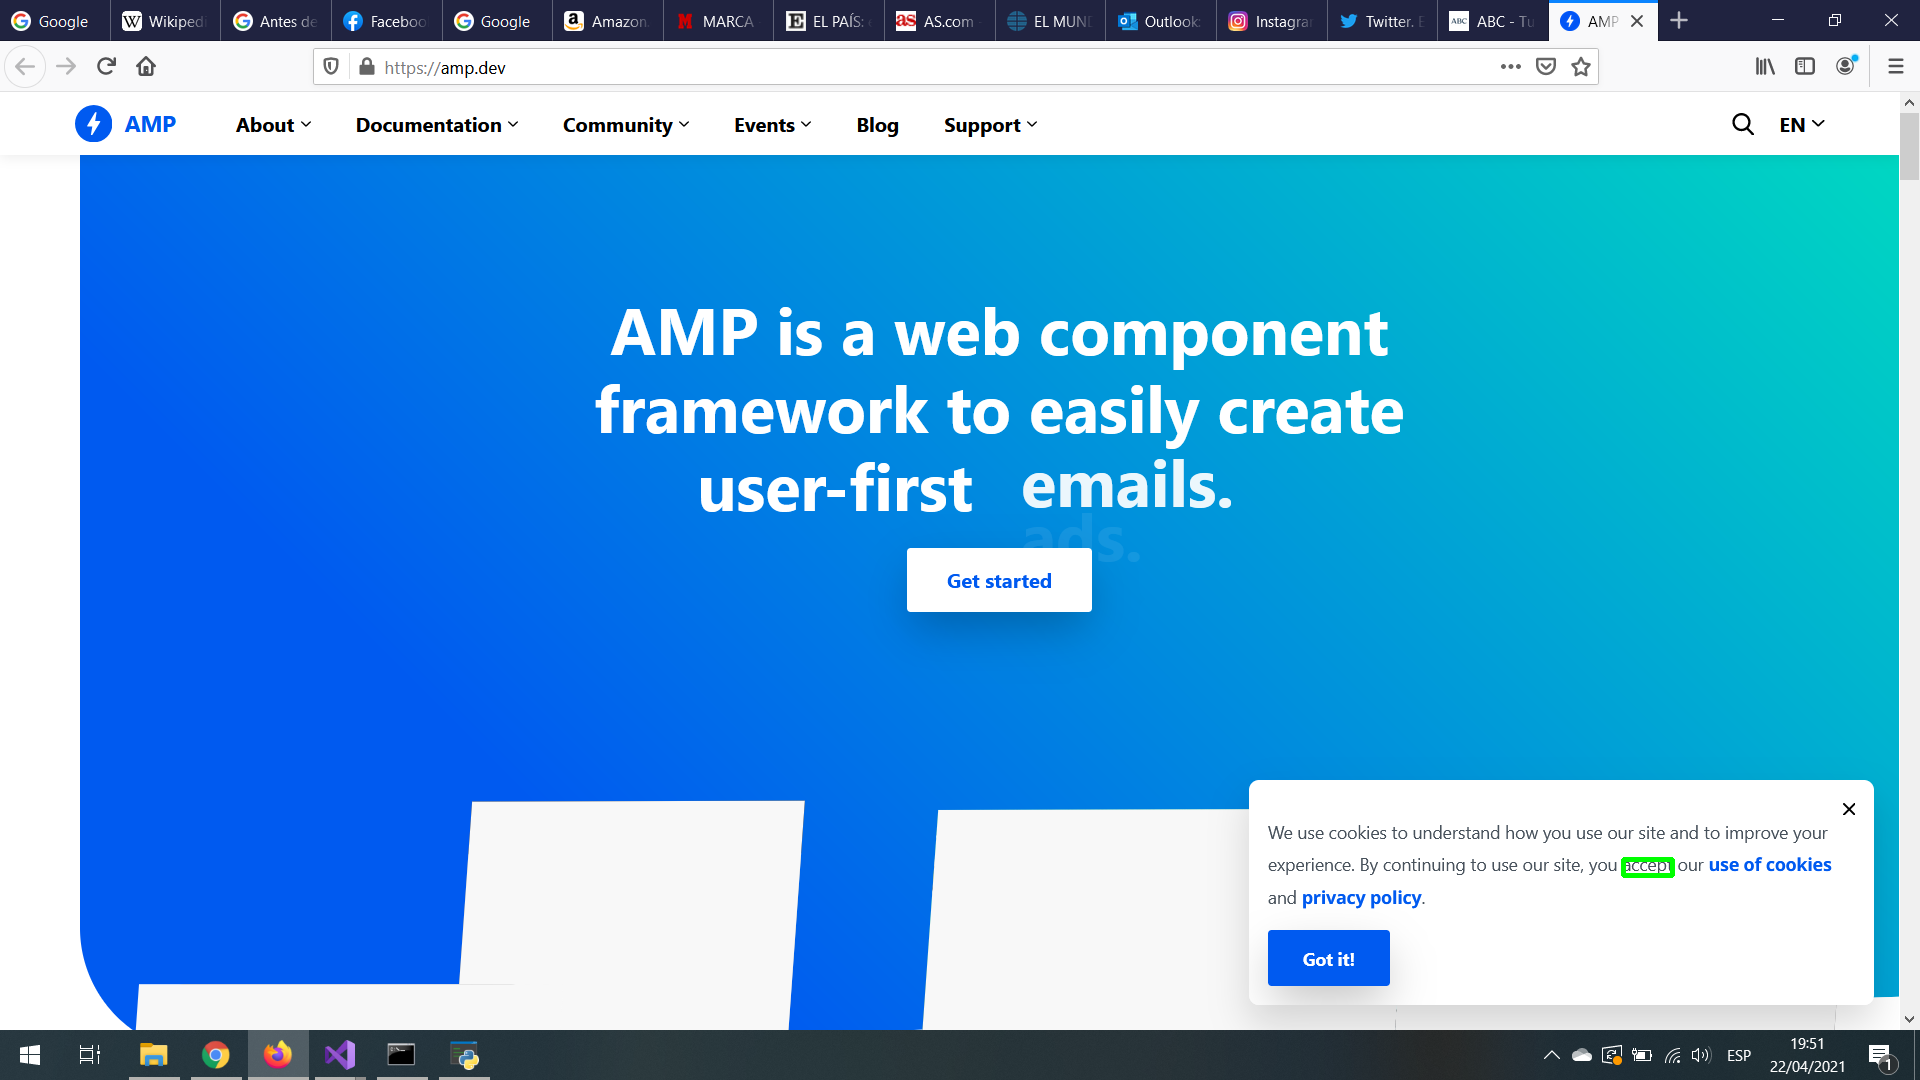 Google
Wikipedi
Antes de
Faceboo
Google
Amazon.
MARCA
EL PAÍS: e
AS.com -
EL MUND
Outlook
Instagra
Twitter. E
ABC - Tu
AMP
https://amp.dev
AMP
About
Documentation
Community
Events
Blog
Support
EN
AMP is a web component
framework to easily create
user-first emails.
ads.
Get started
We use cookies to understand how you use our site and to improve your
experience. By continuing to use our site, you accept our use of cookies
and privacy policy.
Got it!
ESP
19:51
22/04/2021
1